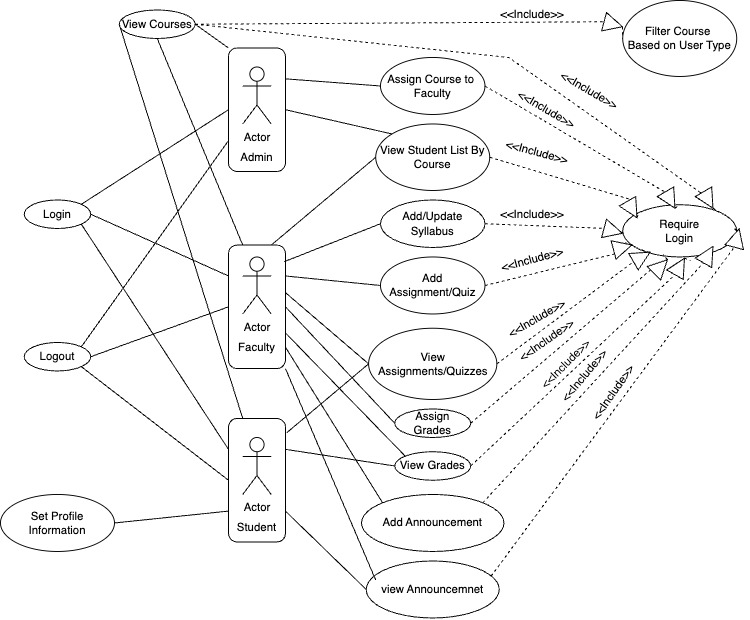 View Courses
<<Include>>
Filter Course
Based on User Type
Actor
Admin
Assign Course to
Faculty
<<Include>>
<<Include>>
View Student List By
Course
<<Include>>
Login
Add/Update
Syllabus
<<Include>>
Require
Login
Add
Assignment/Quiz
<<Include>>
Actor
Faculty
Logout
View
Assignments/Quizzes
<<Include>>
<<Include>>
<<Include>>
<<Include>>
<<Include>>
Assign
Grades
View Grades
Actor
Student
Set Profile
Information
Add Announcement
view Announcemnet